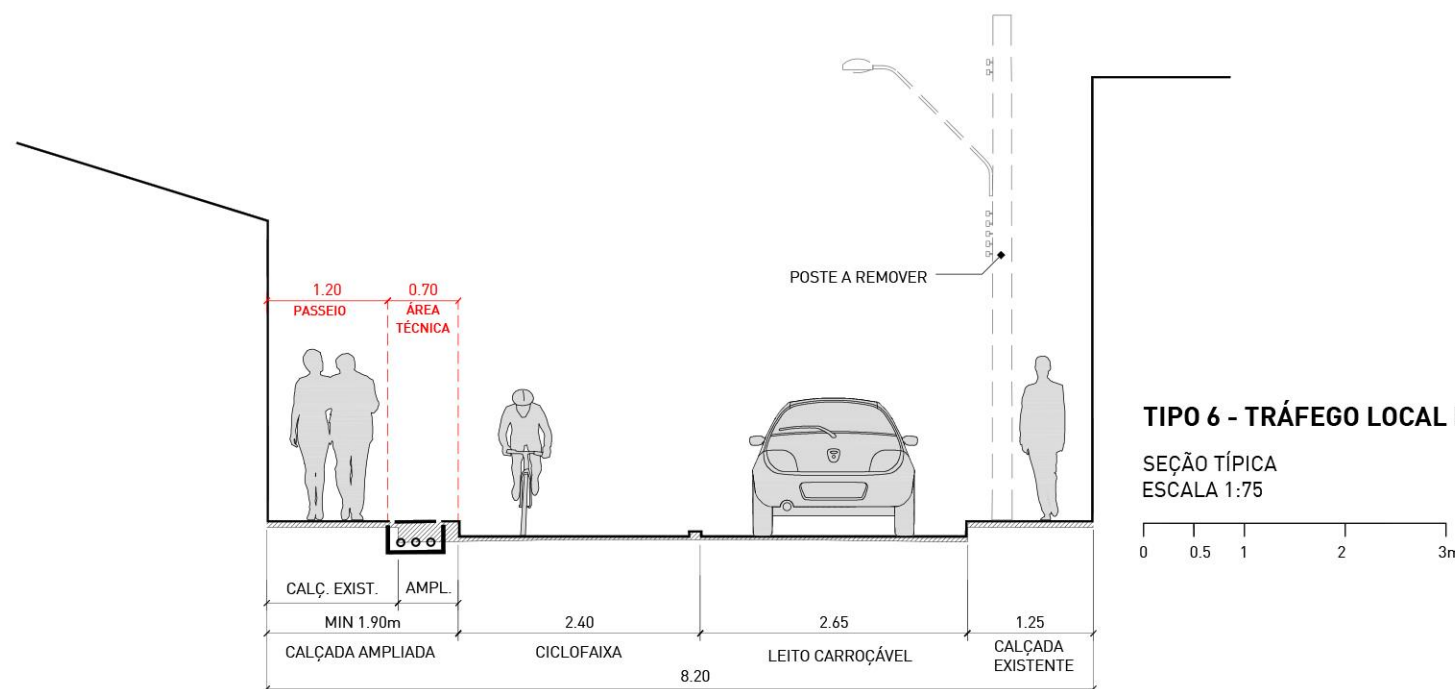 POSTE A REMOVER
1.20
0.70
PASSEIO
ÁREA
TÉCNICA
TIPO 6 - TRÁFEGO LOCAL
SEÇÃO TÍPICA
ESCALA 1:75
0 0.5 1 2 3m
CALÇ. EXIST.
AMPL.
MIN 1.90m
2.40
2.65
1.25
CALÇADA AMPLIADA
CICLOFAIXA
LEITO CARROÇÁVEL
CALÇADA
EXISTENTE
8.20